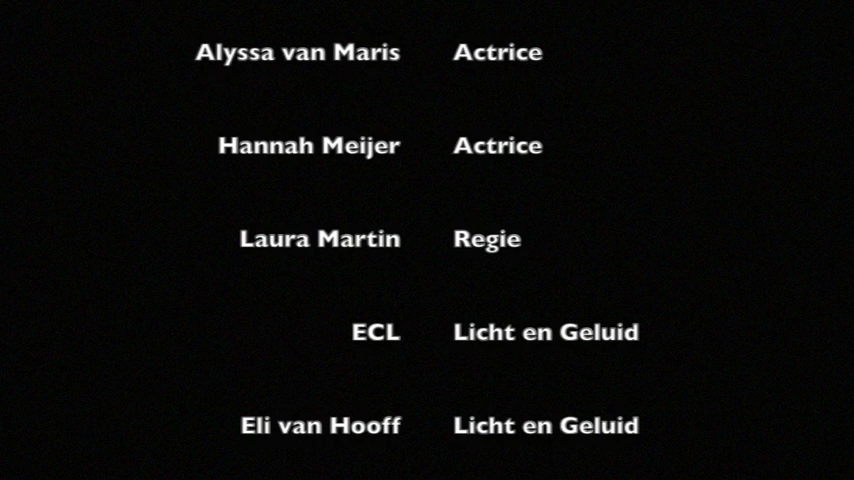 Alyssa van Maris Actrice
Hannah Meijer Actrice
Laura Martin Regie
ECL Licht en Geluid
Eli van Hooff Licht en Geluid